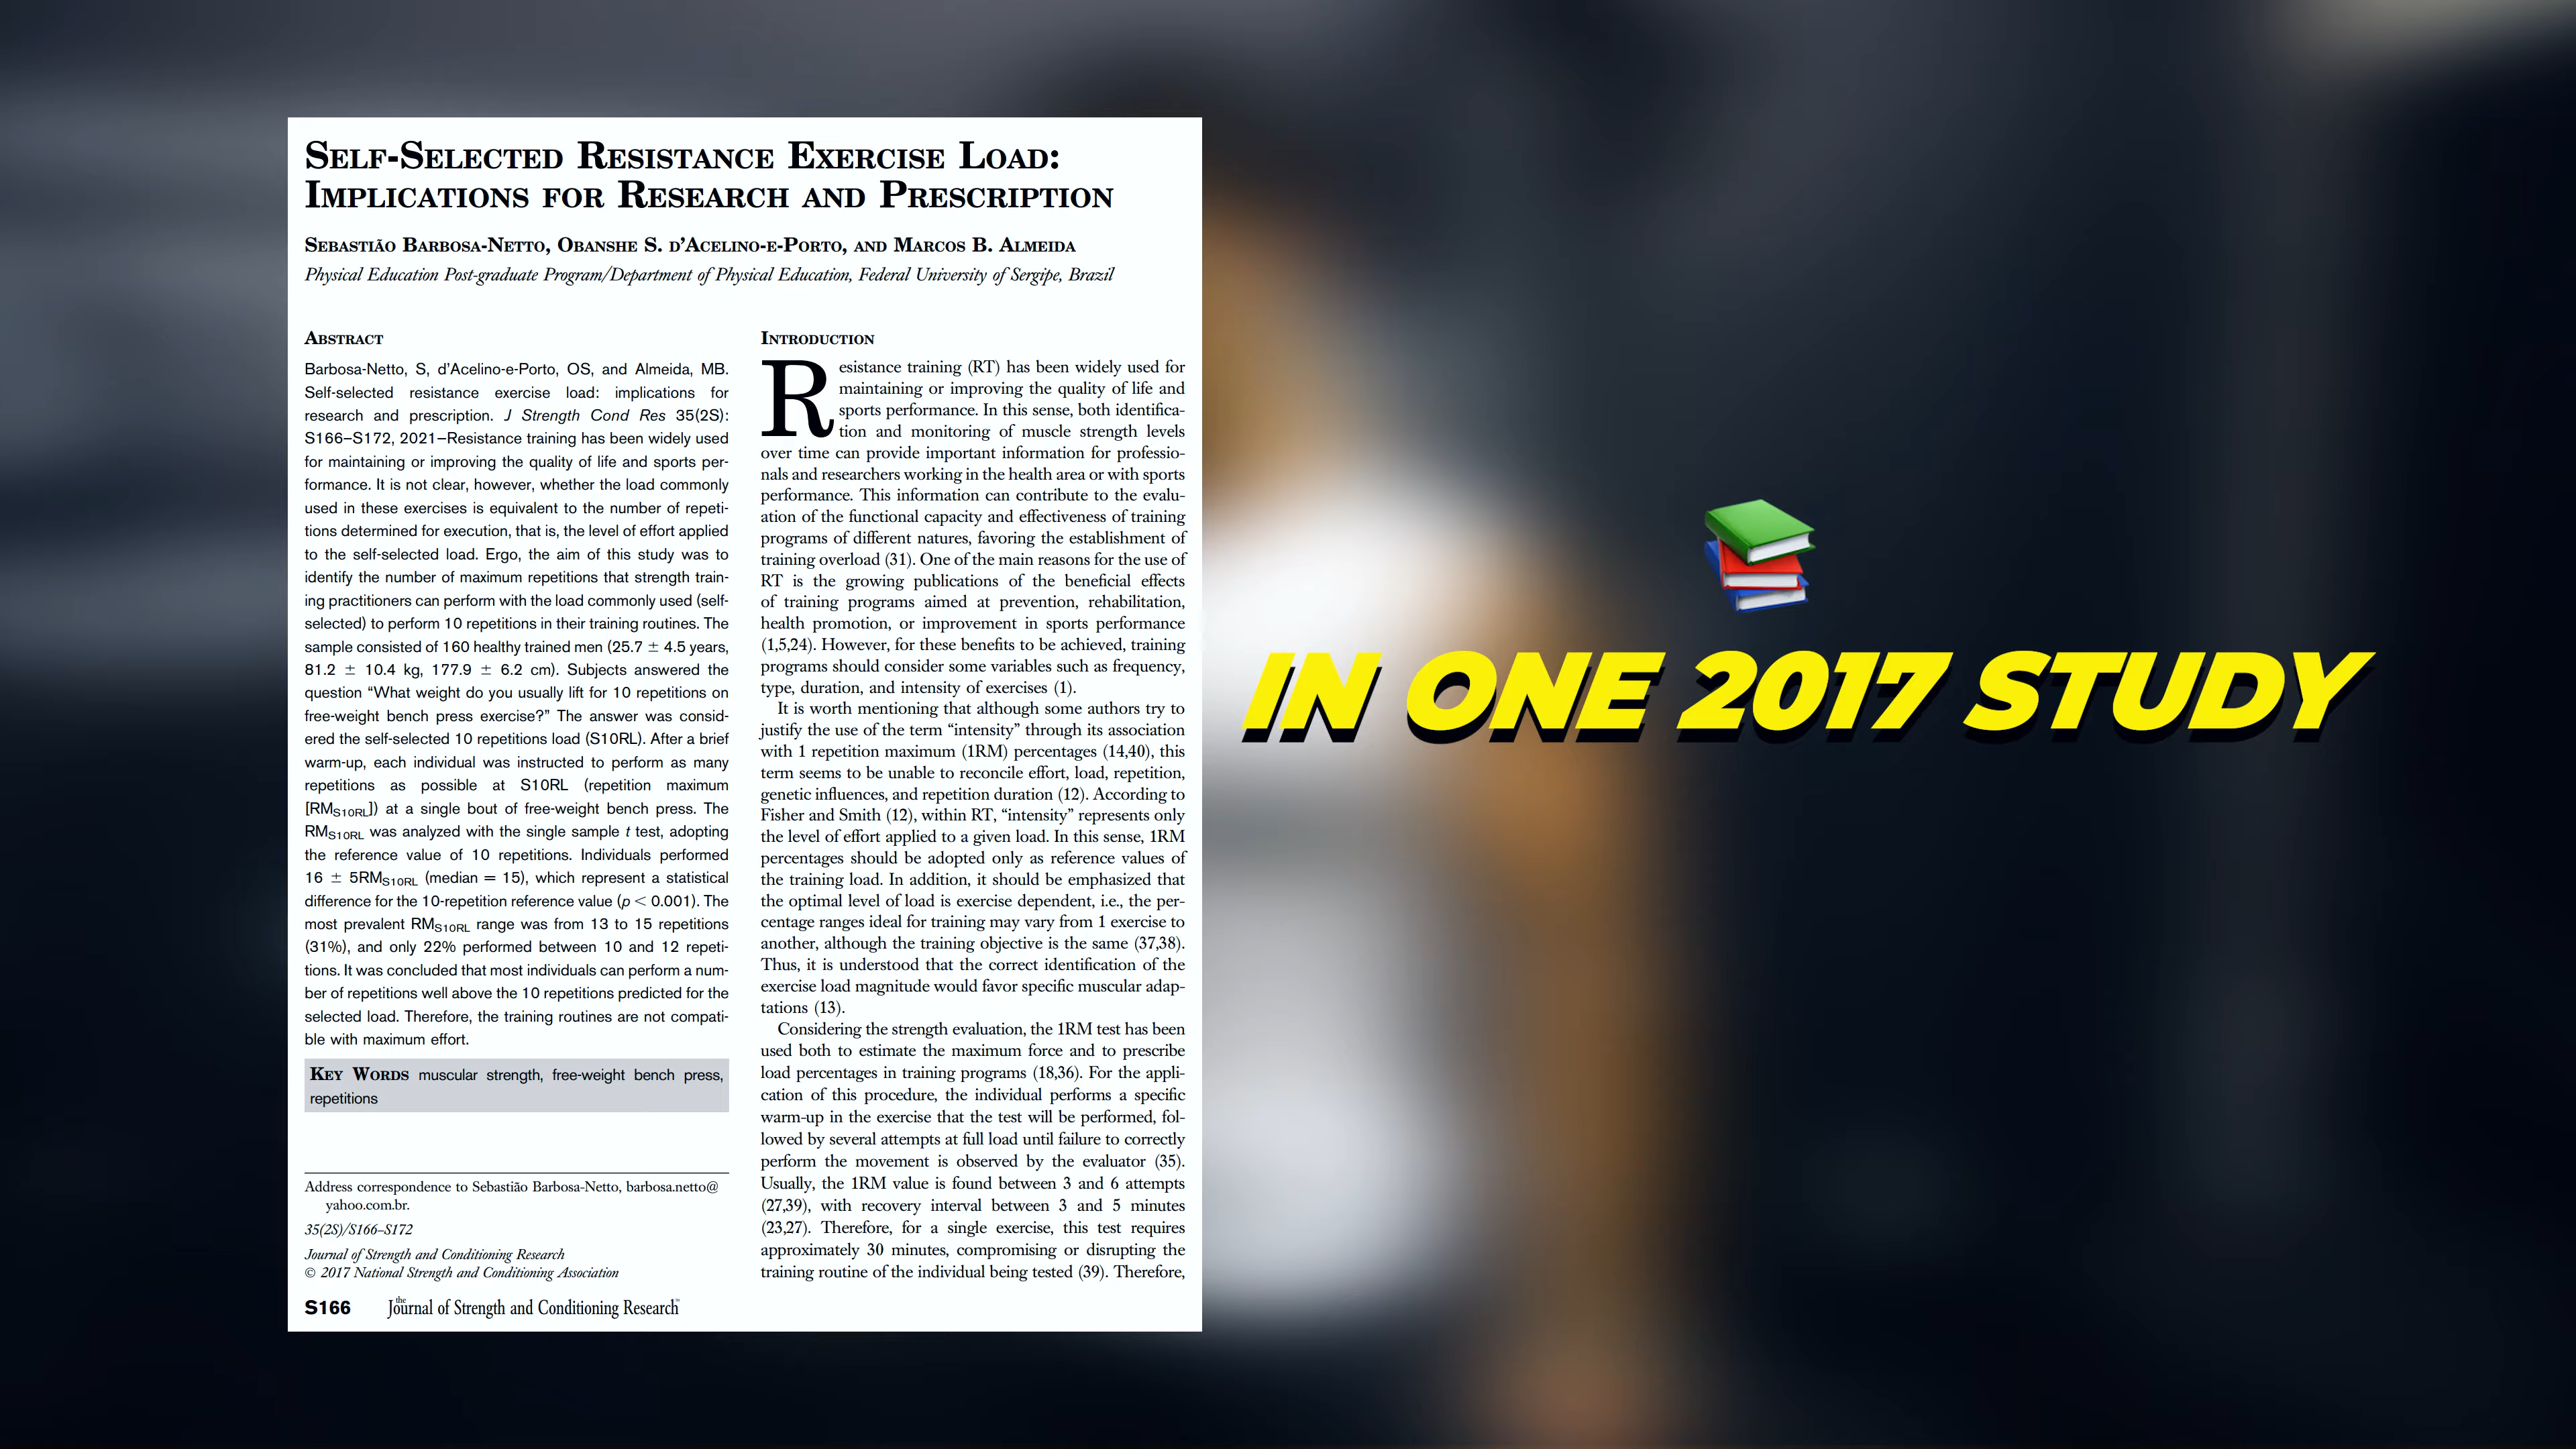 SELF-SELECTED RESISTANCE EXERCISE LOAD:
IMPLICATIONS FOR RESEARCH AND PRESCRIPTION
SEBASTIÃO BARBOSA-NETTO, OBANSHE S. D'ACELINO-E-PORTO, AND MARCOS B. ALMEIDA
Physical Education Post-graduate Program/Department of Physical Education, Federal University of Sergipe, Brazil
ABSTRACT
Barbosa-Netto, S, d'Acelino-e-Porto, OS, and Almeida, MB.
Self-selected resistance exercise load: implications for
research and prescription. J Strength Cond Res 35(2S):
S166–S172, 2021—Resistance training has been widely used
for maintaining or improving the quality of life and sports per-
formance. It is not clear, however, whether the load commonly
used in these exercises is equivalent to the number of repeti-
tions determined for execution, that is, the level of effort applied
to the self-selected load. Ergo, the aim of this study was to
identify the number of maximum repetitions that strength train-
ing practitioners can perform with the load commonly used (self-
selected) to perform 10 repetitions in their training routines. The
sample consisted of 160 healthy trained men (25.7 ± 4.5 years,
81.2 ± 10.4 kg, 177.9 ± 6.2 cm). Subjects answered the
question “What weight do you usually lift for 10 repetitions on
free-weight bench press exercise?” The answer was consid-
ered the self-selected 10 repetitions load (S10RL). After a brief
warm-up, each individual was instructed to perform as many
repetitions as possible at S10RL (repetition maximum
[RMS10RL]) at a single bout of free-weight bench press. The
RMS10RL was analyzed with the single sample t test, adopting
the reference value of 10 repetitions. Individuals performed
16 ± 5RMS10RL (median = 15), which represent a statistical
difference for the 10-repetition reference value (p < 0.001). The
most prevalent RMS10RL range was from 13 to 15 repetitions
(31%), and only 22% performed between 10 and 12 repeti-
tions. It was concluded that most individuals can perform a num-
ber of repetitions well above the 10 repetitions predicted for the
selected load. Therefore, the training routines are not compati-
ble with maximum effort.
KEY WORDS muscular strength, free-weight bench press,
repetitions
Address correspondence to Sebastião Barbosa-Netto, barbosa.netto@
yahoo.com.br.
35(2S)/S166–S172
Journal of Strength and Conditioning Research
© 2017 National Strength and Conditioning Association
S166 the Journal of Strength and Conditioning Research™
INTRODUCTION
Resistance training (RT) has been widely used for
maintaining or improving the quality of life and
sports performance. In this sense, both identifica-
tion and monitoring of muscle strength levels
over time can provide important information for professio-
nals and researchers working in the health area or with sports
performance. This information can contribute to the evalu-
ation of the functional capacity and effectiveness of training
programs of different natures, favoring the establishment of
training overload (31). One of the main reasons for the use of
RT is the growing publications of the beneficial effects
of training programs aimed at prevention, rehabilitation,
health promotion, or improvement in sports performance
(1,5,24). However, for these benefits to be achieved, training
programs should consider some variables such as frequency,
type, duration, and intensity of exercises (1).
It is worth mentioning that although some authors try to
justify the use of the term “intensity” through its association
with 1 repetition maximum (1RM) percentages (14,40), this
term seems to be unable to reconcile effort, load, repetition,
genetic influences, and repetition duration (12). According to
Fisher and Smith (12), within RT, “intensity” represents only
the level of effort applied to a given load. In this sense, 1RM
percentages should be adopted only as reference values of
the training load. In addition, it should be emphasized that
the optimal level of load is exercise dependent, i.e., the per-
centage ranges ideal for training may vary from 1 exercise to
another, although the training objective is the same (37,38).
Thus, it is understood that the correct identification of the
exercise load magnitude would favor specific muscular adap-
tations (13).
Considering the strength evaluation, the 1RM test has been
used both to estimate the maximum force and to prescribe
load percentages in training programs (18,36). For the appli-
cation of this procedure, the individual performs a specific
warm-up in the exercise that the test will be performed, fol-
lowed by several attempts at full load until failure to correctly
perform the movement is observed by the evaluator (35).
Usually, the 1RM value is found between 3 and 6 attempts
(27,39), with recovery interval between 3 and 5 minutes
(23,27). Therefore, for a single exercise, this test requires
approximately 30 minutes, compromising or disrupting the
training routine of the individual being tested (39). Therefore,
IN ONE 2017 STUDY